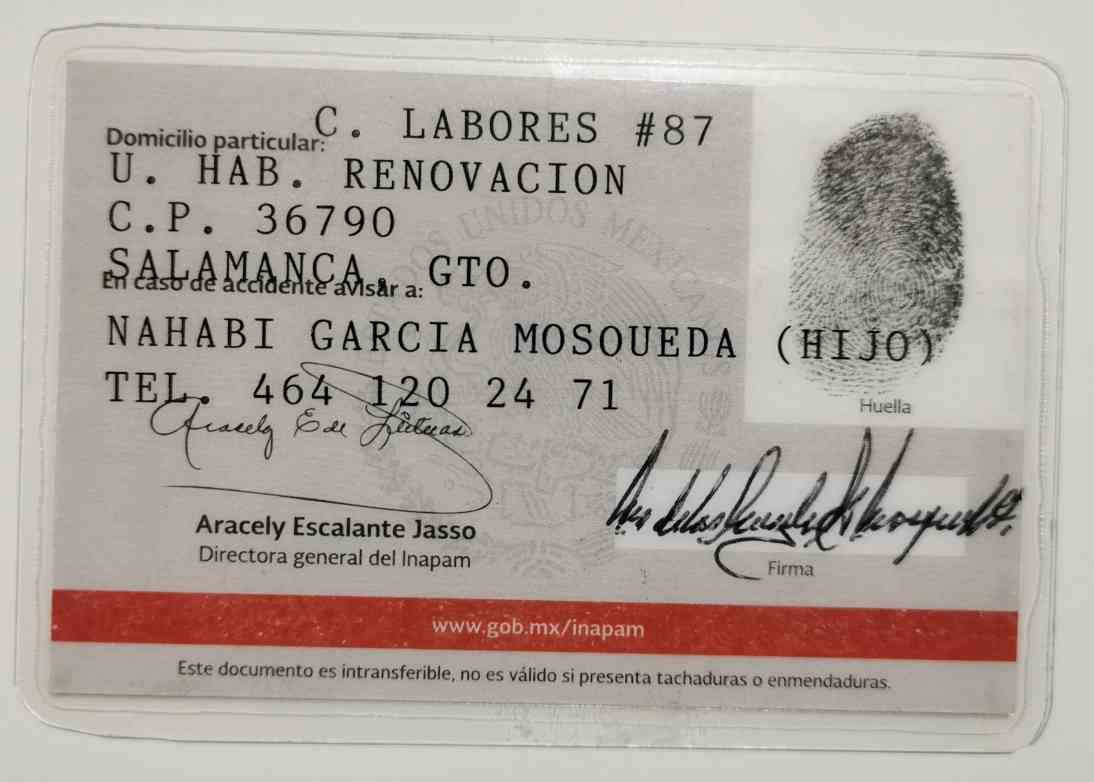 Domicilio particular: C. LABORES #87
U. HAB. RENOVACION
C.P. 36790
SALAMANCA, GTO.
En caso de accidente avisar a:
NAHABI GARCIA MOSQUEDA (HIJO)
TEL. 464 120 24 71
Huella
Aracely Escalante Jasso
Directora general del Inapam
Firma
UNIDOS MEXICANOS
www.gob.mx/inapam
Este documento es intransferible, no es válido si presenta tachaduras o enmendaduras.